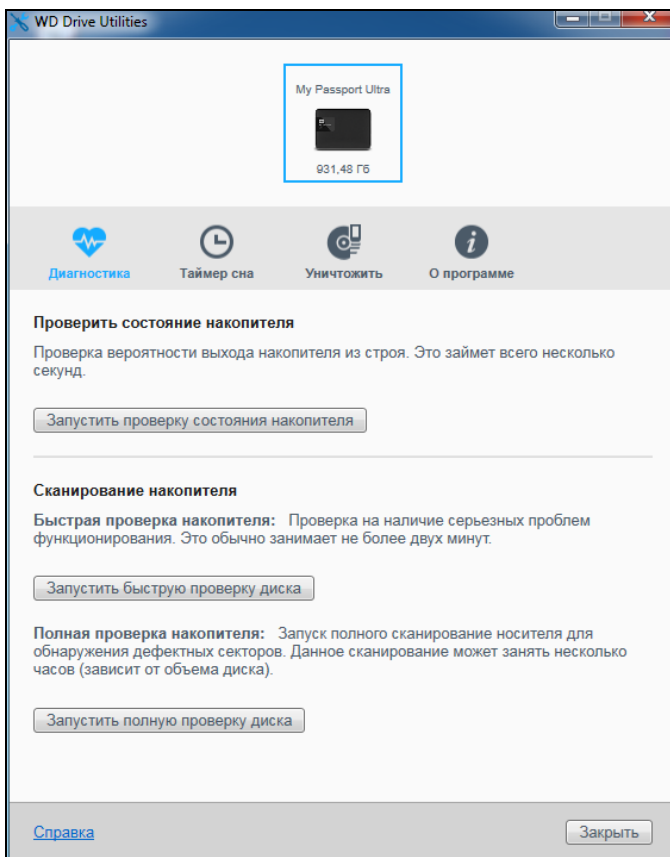 WD Drive Utilities
My Passport Ultra
931,48 Гб
Диагностика
Таймер сна
Уничтожить
О программе
Проверить состояние накопителя
Проверка вероятности выхода накопителя из строя. Это займет всего несколько
секунд.
Запустить проверку состояния накопителя
Сканирование накопителя
Быстрая проверка накопителя: Проверка на наличие серьезных проблем
функционирования. Это обычно занимает не более двух минут.
Запустить быструю проверку диска
Полная проверка накопителя: Запуск полного сканирование носителя для
обнаружения дефектных секторов. Данное сканирование может занять несколько
часов (зависит от объема диска).
Запустить полную проверку диска
Справка
Закрыть